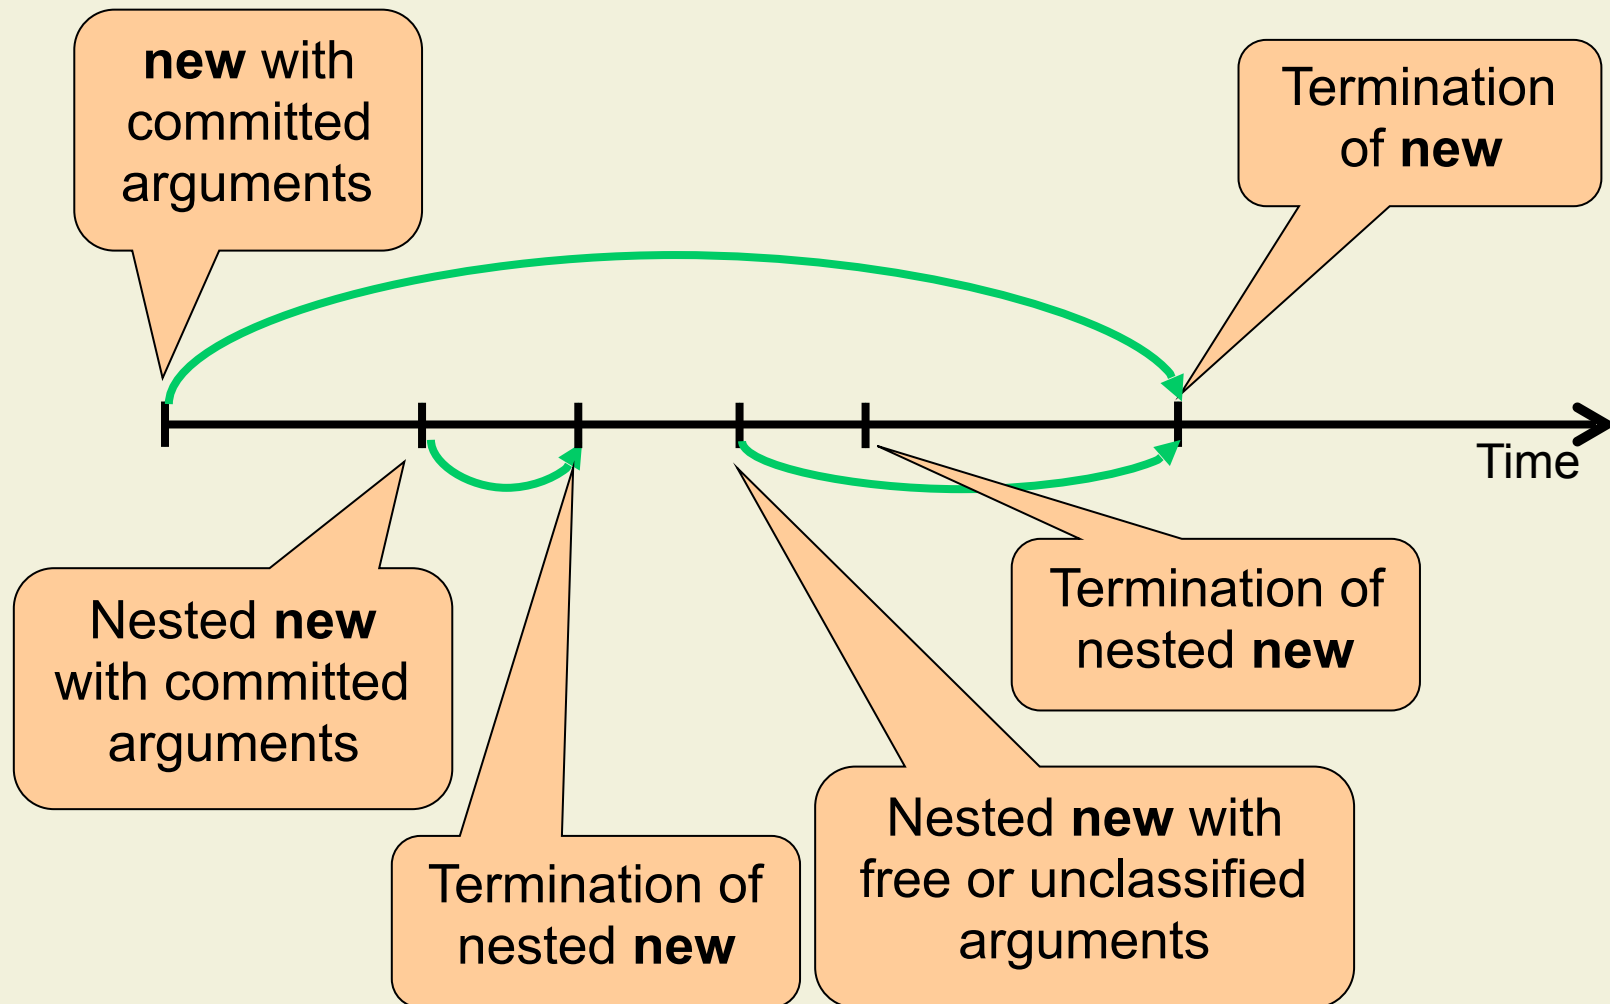 new with
committed
arguments
Termination
of new
Time
Nested new
with committed
arguments
Termination of
nested new
Termination of
nested new
Nested new with
free or unclassified
arguments